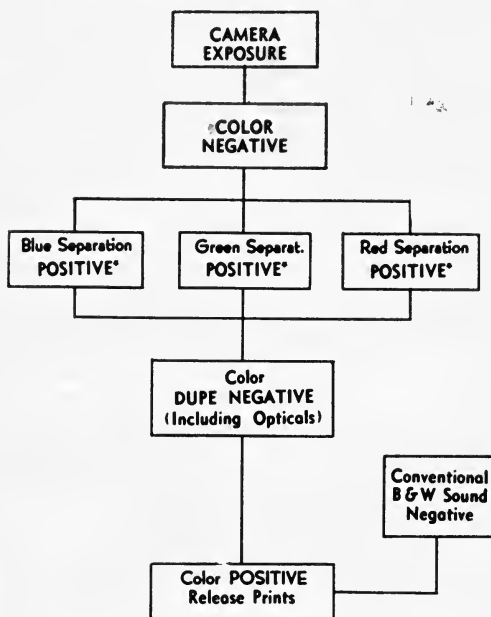 CAMERA
EXPOSURE
COLOR
NEGATIVE
Blue Separation
POSITIVE*
Green Separat.
POSITIVE*
Red Separation
POSITIVE*
Color
DUPE NEGATIVE
(Including Opticals)
Conventional
B & W Sound
Negative
Color POSITIVE
Release Prints